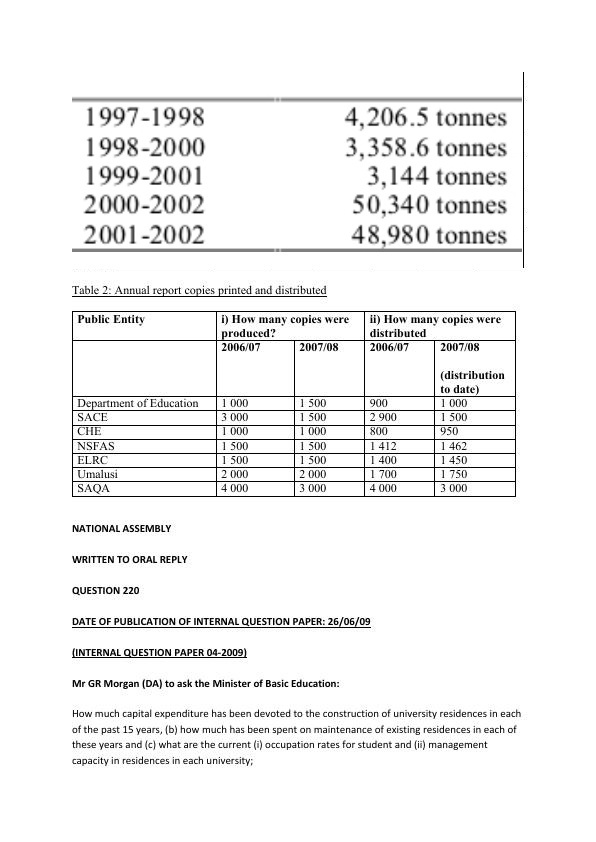 1997-1998 4,206.5 tonnes
1998-2000 3,358.6 tonnes
1999-2001 3,144 tonnes
2000-2002 50,340 tonnes
2001-2002 48,980 tonnes
Table 2: Annual report copies printed and distributed
Public Entity i) How many copies were produced? ii) How many copies were distributed
2006/07 2007/08 2006/07 2007/08 (distribution to date)
Department of Education 1 000 1 500 900 1 000
SACE 3 000 1 500 2 900 1 500
CHE 1 000 1 000 800 950
NSFAS 1 500 1 500 1 412 1 462
ELRC 1 500 1 500 1 400 1 450
Umalusi 2 000 2 000 1 700 1 750
SAQA 4 000 3 000 4 000 3 000
NATIONAL ASSEMBLY
WRITTEN TO ORAL REPLY
QUESTION 220
DATE OF PUBLICATION OF INTERNAL QUESTION PAPER: 26/06/09
(INTERNAL QUESTION PAPER 04-2009)
Mr GR Morgan (DA) to ask the Minister of Basic Education:
How much capital expenditure has been devoted to the construction of university residences in each
of the past 15 years, (b) how much has been spent on maintenance of existing residences in each of
these years and (c) what are the current (i) occupation rates for student and (ii) management
capacity in residences in each university;